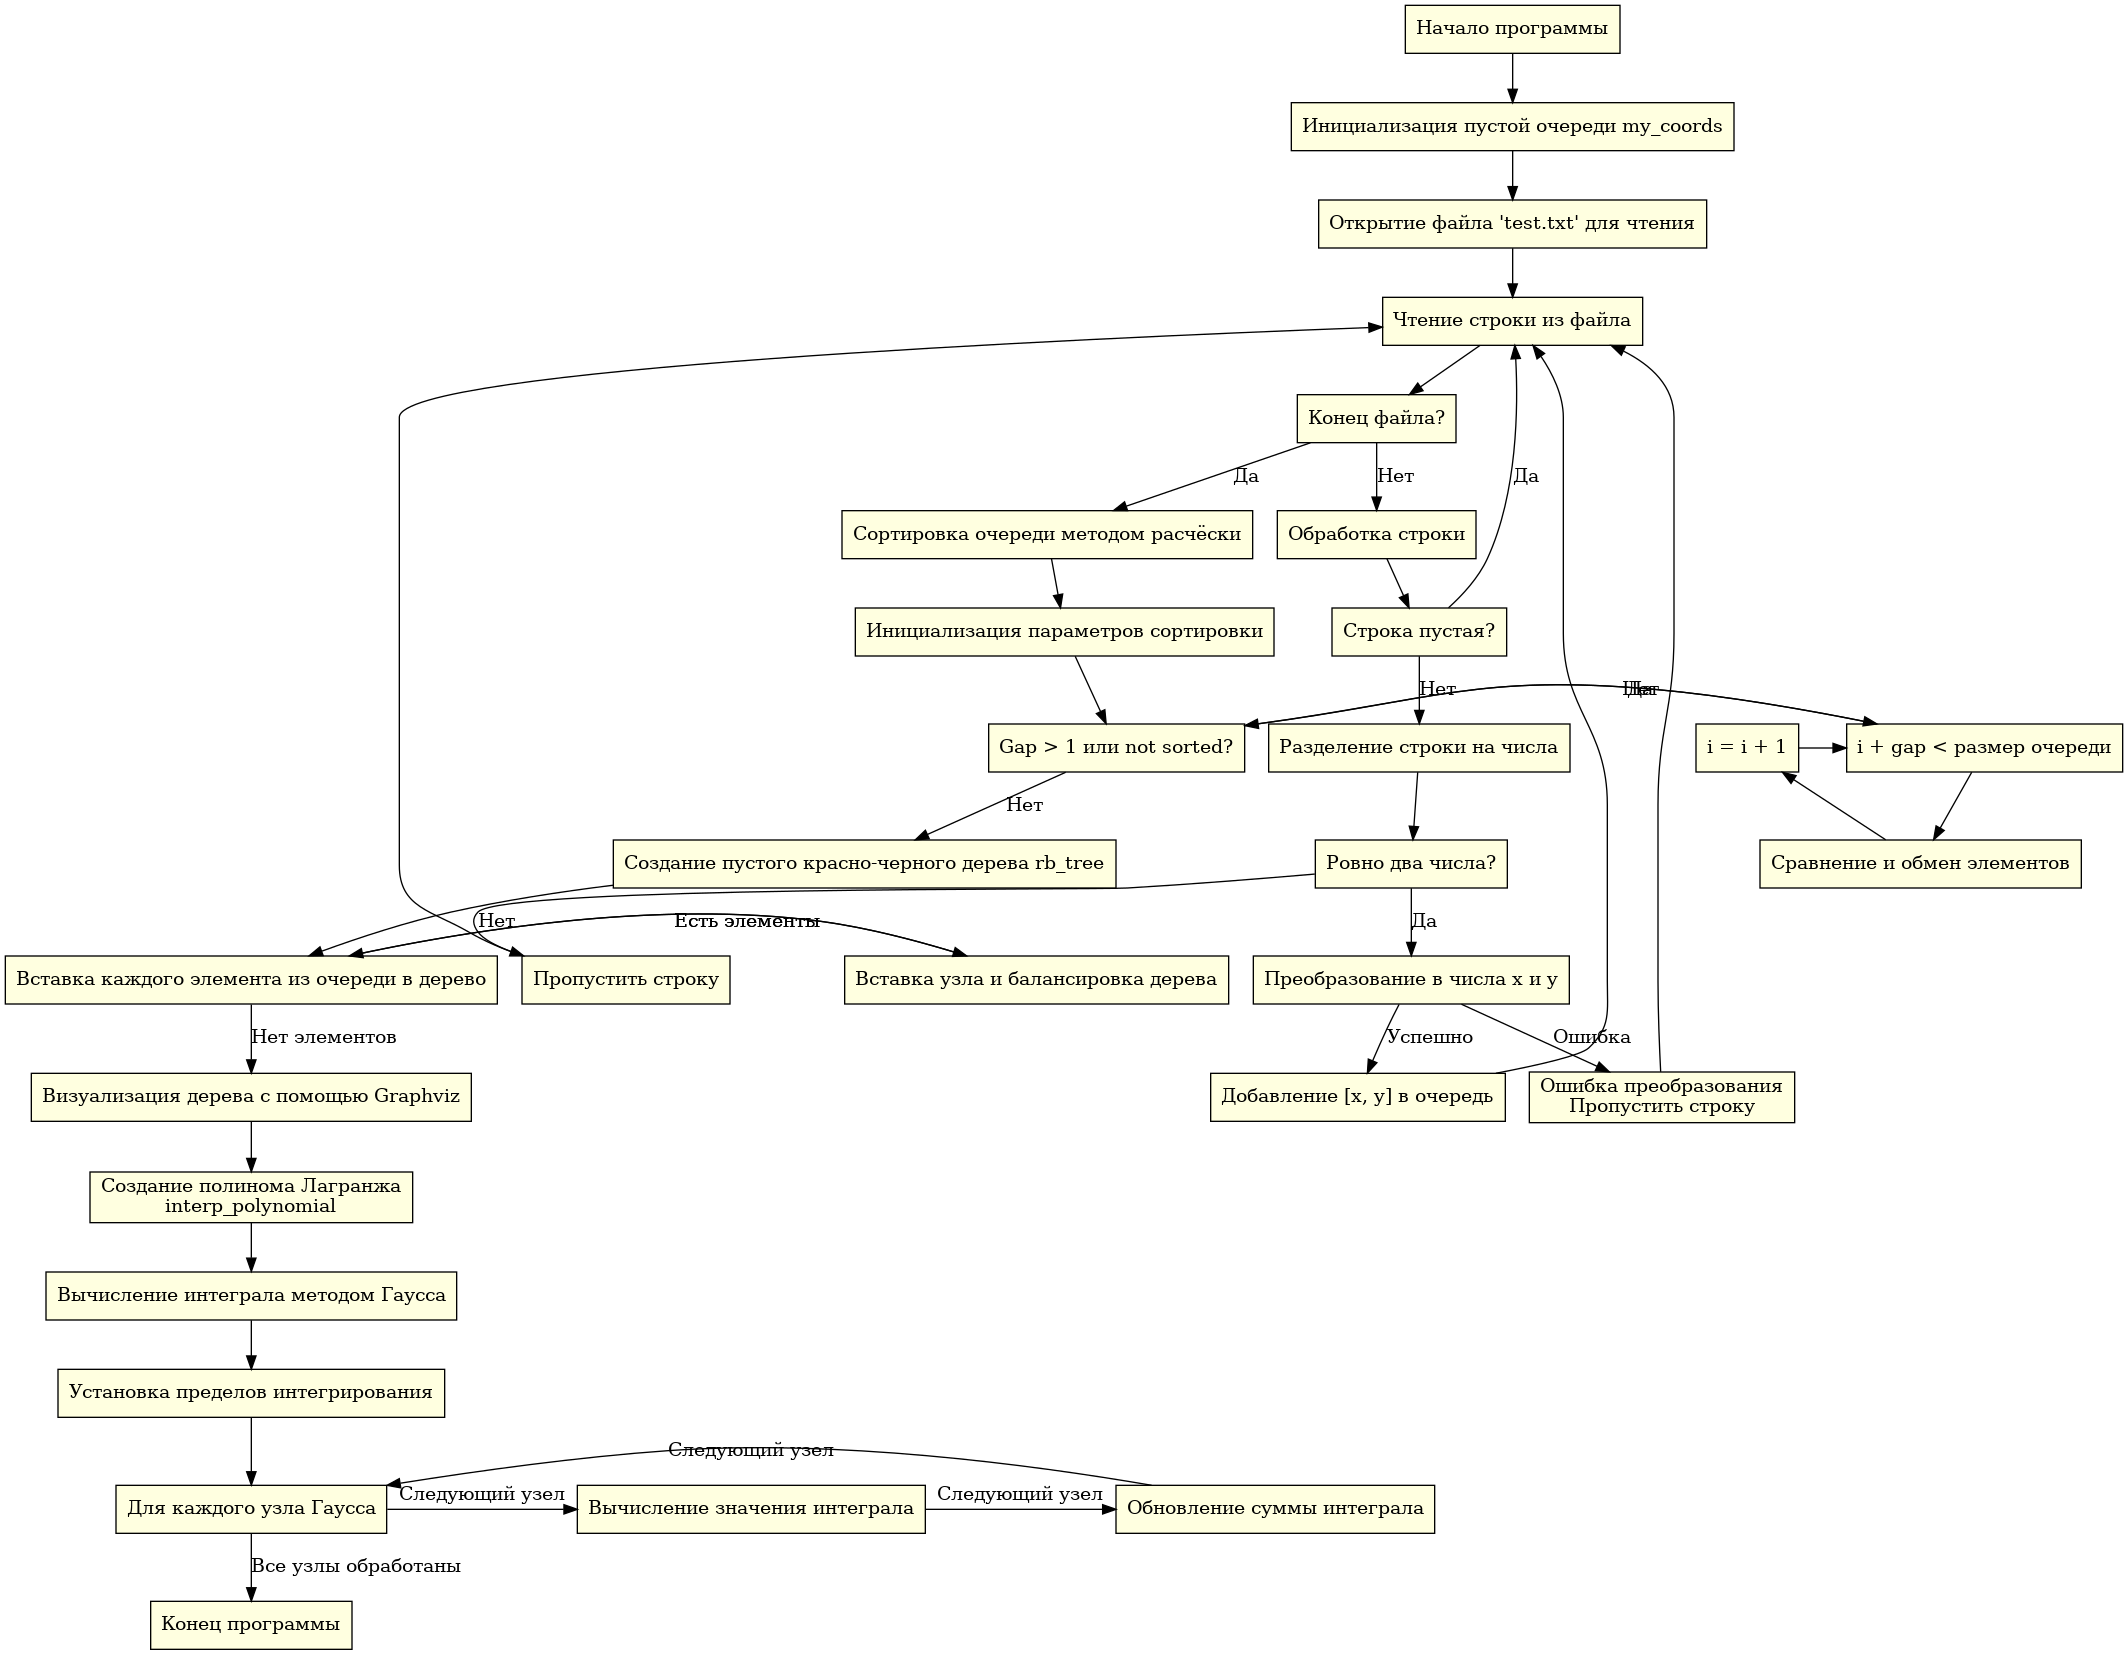 Начало программы
Инициализация пустой очереди my_coords
Открытие файла 'test.txt' для чтения
Чтение строки из файла
Конец файла?
Да
Нет
Да
Сортировка очереди методом расчёски
Обработка строки
Инициализация параметров сортировки
Строка пустая?
Нет
Нет
Да
Gap > 1 или not sorted?
Разделение строки на числа
i = i + 1
i + gap < размер очереди
Нет
Создание пустого красно-черного дерева rb_tree
Ровно два числа?
Сравнение и обмен элементов
Нет
Есть элементы
Да
Вставка каждого элемента из очереди в дерево
Пропустить строку
Вставка узла и балансировка дерева
Преобразование в числа x и y
Нет элементов
Успешно
Ошибка
Визуализация дерева с помощью Graphviz
Добавление [x, y] в очередь
Ошибка преобразования
Пропустить строку
Создание полинома Лагранжа
interp_polynomial
Вычисление интеграла методом Гаусса
Установка пределов интегрирования
Следующий узел
Для каждого узла Гаусса
Следующий узел
Вычисление значения интеграла
Следующий узел
Обновление суммы интеграла
Все узлы обработаны
Конец программы